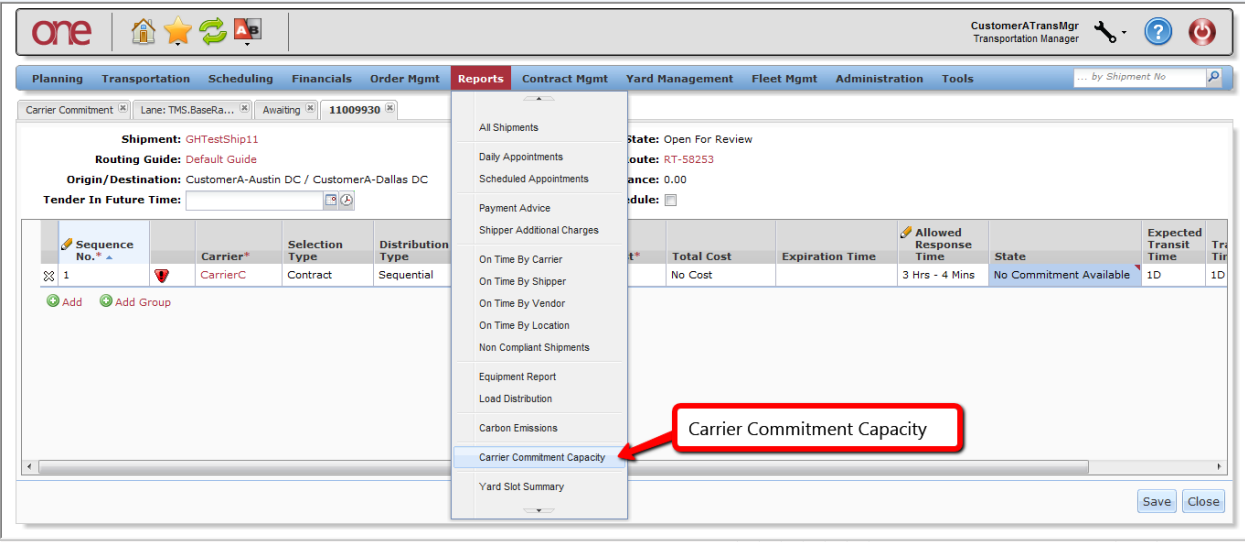 one
A B
CustomerATransMgr
Transportation Manager
?
Planning Transportation Scheduling Financials Order Mgmt Reports Contract Mgmt Yard Management Fleet Mgmt Administration Tools
... by Shipment No
Carrier Commitment Lane: TMS.BaseRa... Awaiting 11009930
Shipment: GHTestShip11
State: Open For Review
Routing Guide: Default Guide
oute: RT-58253
Origin/Destination: CustomerA-Austin DC / CustomerA-Dallas DC
ance: 0.00
Tender In Future Time:
edule:
Sequence No.* Carrier* Selection Type Distribution Type t* Total Cost Expiration Time Allowed Response Time State Expected Transit Time Tra Tim
1 CarrierC Contract Sequential No Cost 3 Hrs - 4 Mins No Commitment Available 1D 1D
Add Add Group
All Shipments
Daily Appointments
Scheduled Appointments
Payment Advice
Shipper Additional Charges
On Time By Carrier
On Time By Shipper
On Time By Vendor
On Time By Location
Non Compliant Shipments
Equipment Report
Load Distribution
Carbon Emissions
Carrier Commitment Capacity
Yard Slot Summary
Carrier Commitment Capacity
Save Close